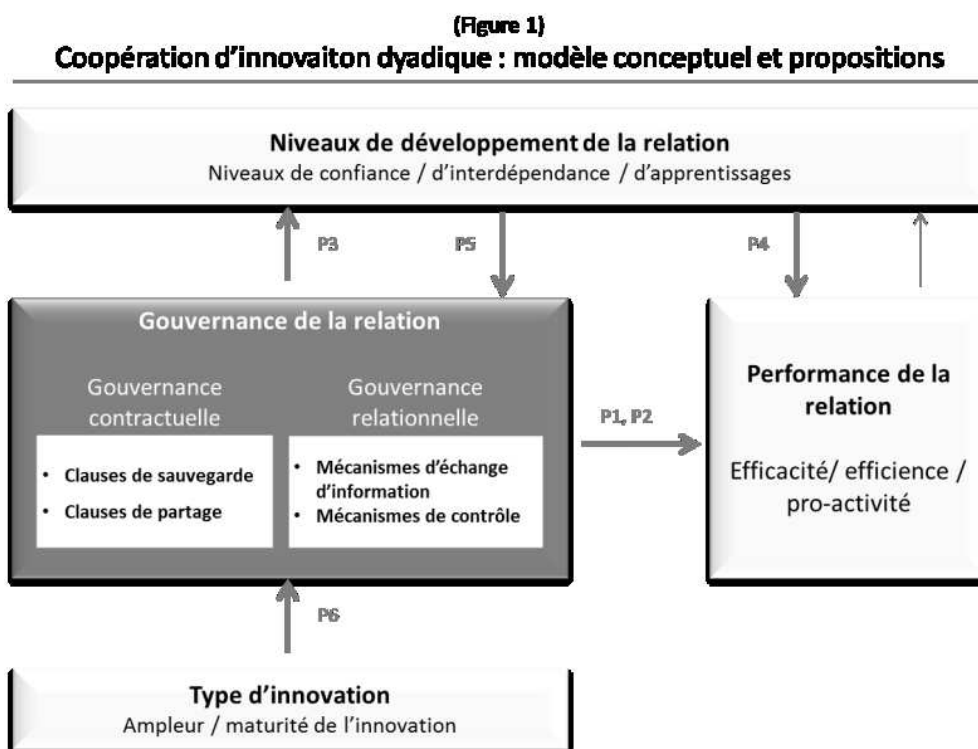 (Figure 1)
Coopération d'innovaiton dyadique : modèle conceptuel et propositions
Niveaux de développement de la relation
Niveaux de confiance / d'interdépendance / d'apprentissages
P3
P5
P4
Gouvernance de la relation
Gouvernance
contractuelle
• Clauses de sauvegarde
• Clauses de partage
Gouvernance
relationnelle
• Mécanismes d'échange
d'information
• Mécanismes de contrôle
P1, P2
Performance de la
relation
Efficacité/ efficience /
pro-activité
P6
Type d'innovation
Ampleur / maturité de l'innovation